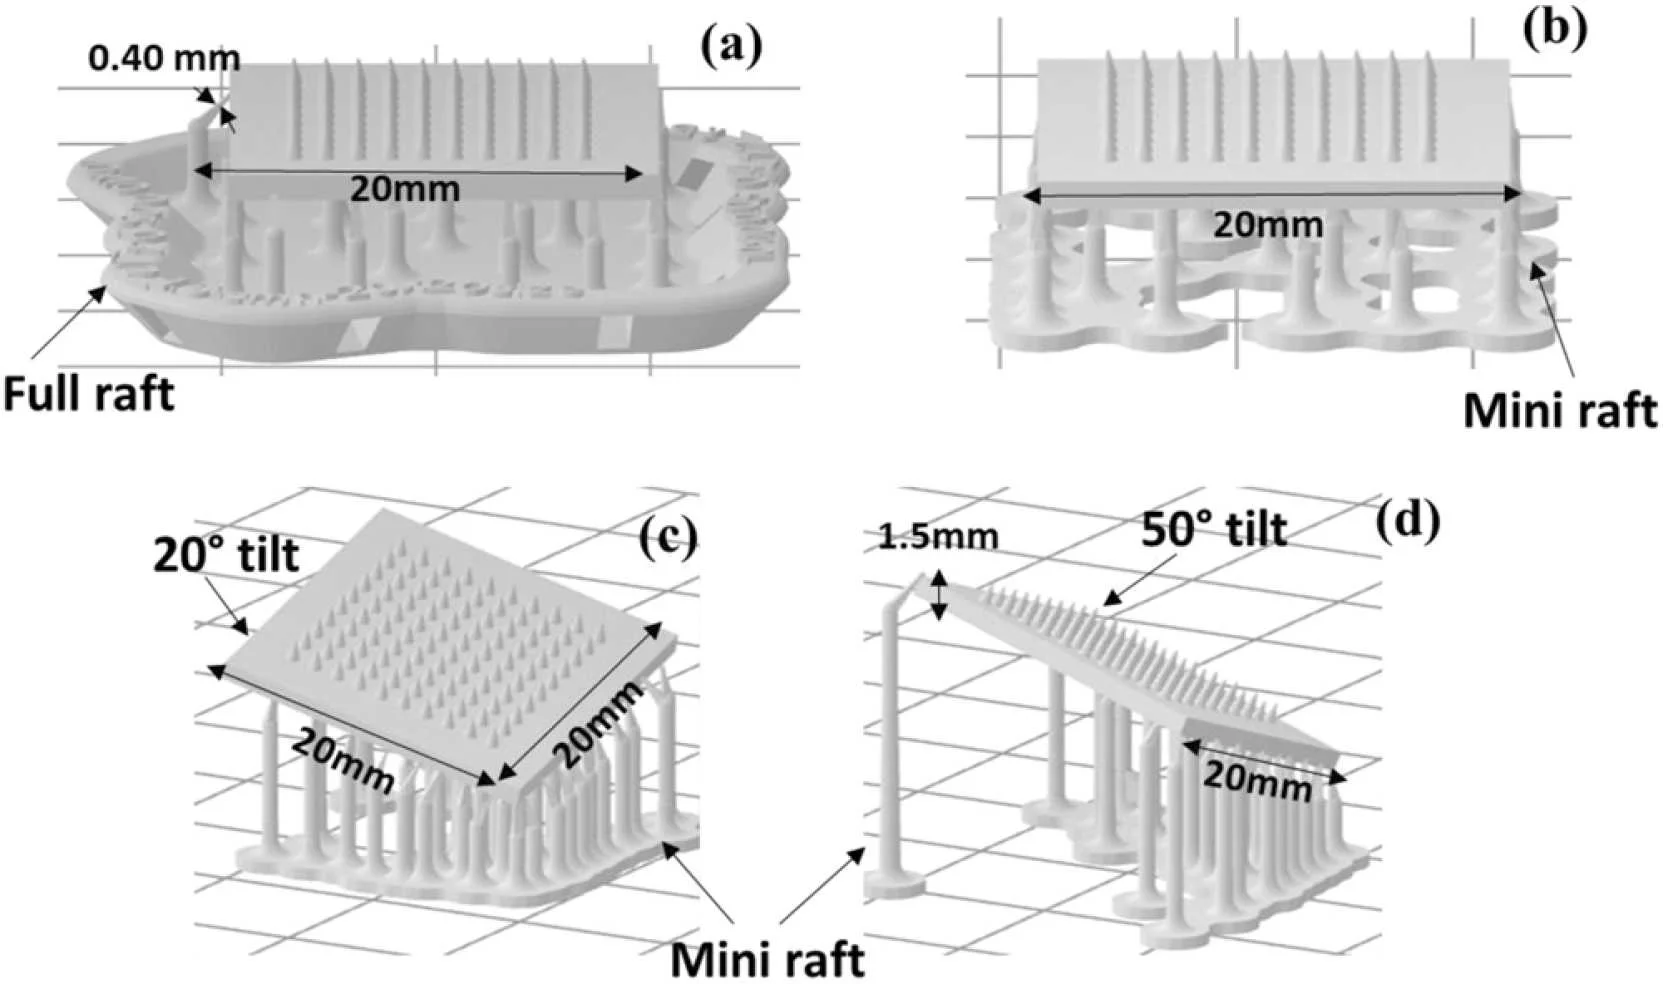 (a)
0.40 mm
20mm
Full raft
(b)
20mm
Mini raft
(c)
20° tilt
20mm
20mm
(d)
1.5mm
50° tilt
20mm
Mini raft